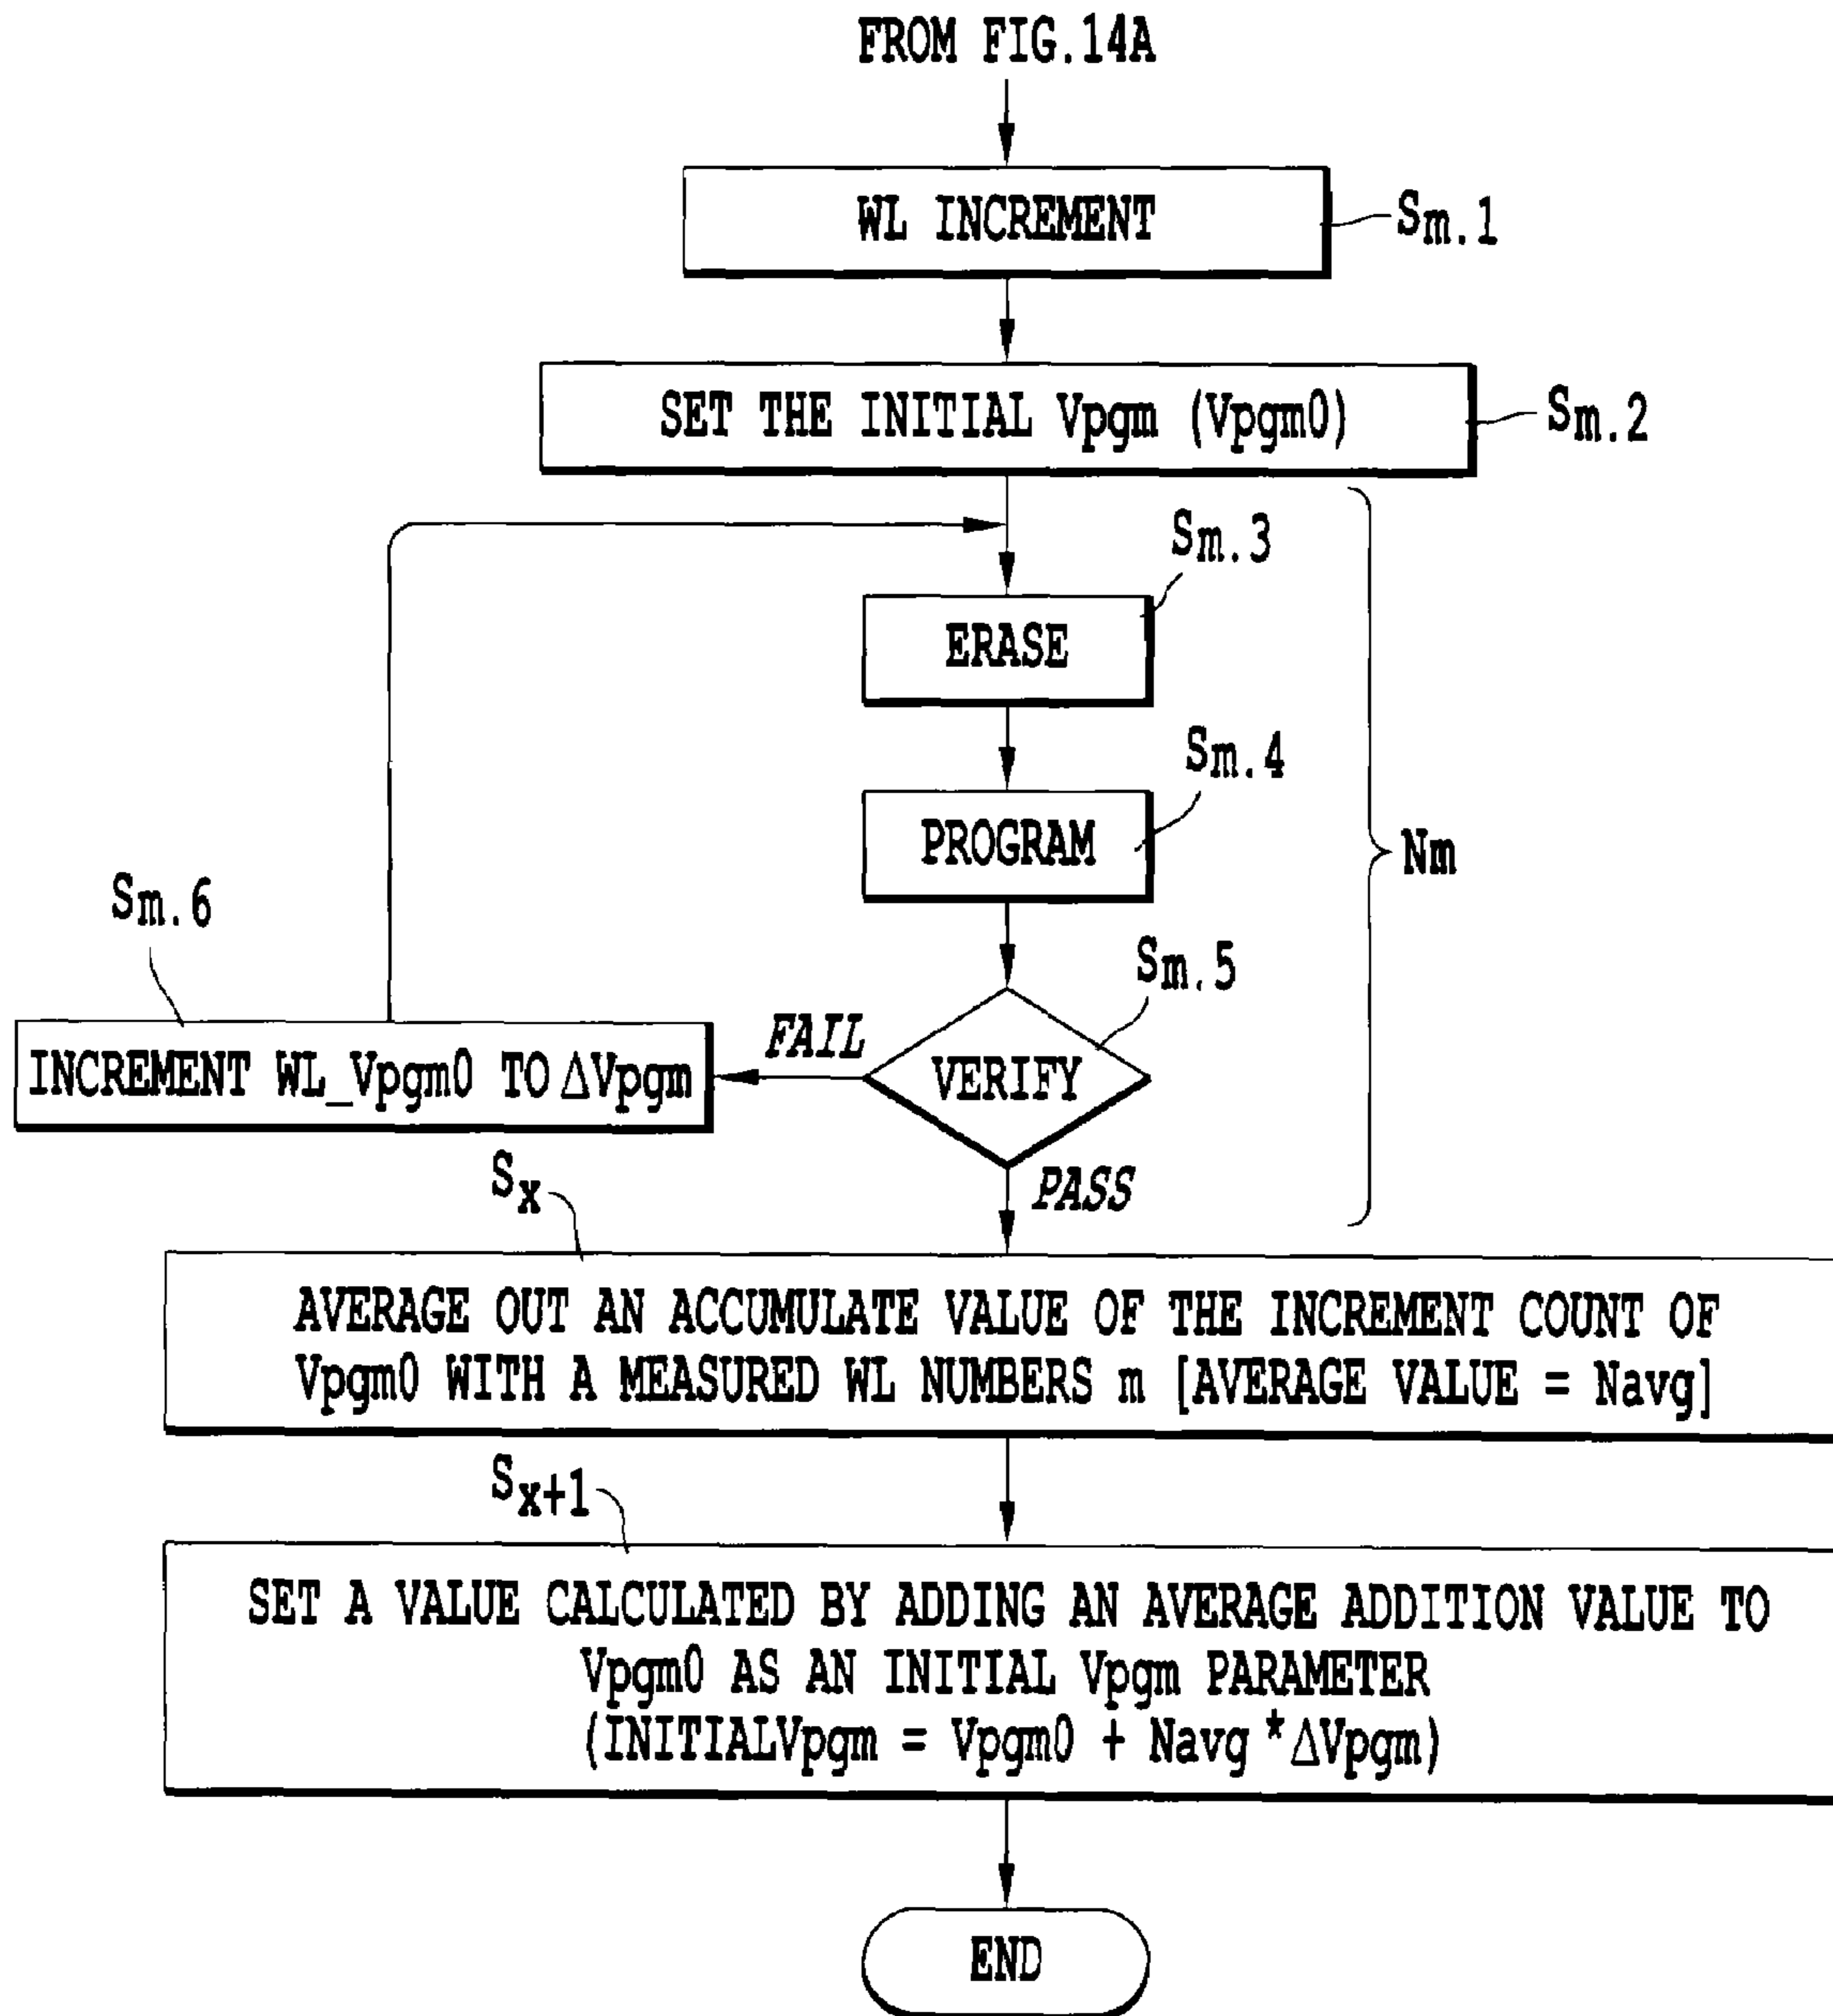 FROM FIG.14A
WL INCREMENT
Sm.1
SET THE INITIAL Vpgm (Vpgm0)
Sm.2
Sm.3
ERASE
Sm.4
PROGRAM
Nm
Sm.6
Sm.5
INCREMENT WL_Vpgm0 TO ΔVpgm
FAIL
VERIFY
PASS
Sx
AVERAGE OUT AN ACCUMULATE VALUE OF THE INCREMENT COUNT OF
Vpgm0 WITH A MEASURED WL NUMBERS m [AVERAGE VALUE = Navg]
Sx+1
SET A VALUE CALCULATED BY ADDING AN AVERAGE ADDITION VALUE TO
Vpgm0 AS AN INITIAL Vpgm PARAMETER
(INITIALVpgm = Vpgm0 + Navg *ΔVpgm)
END